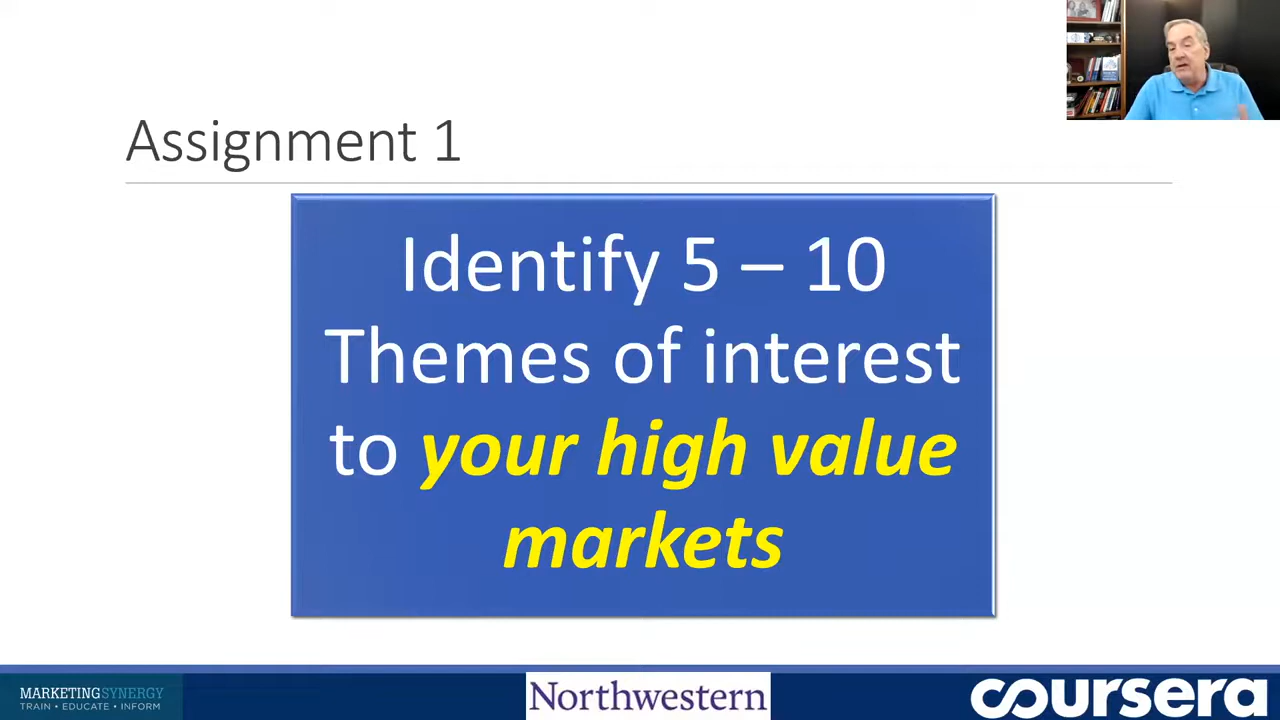 Assignment 1
Identify 5 – 10
Themes of interest
to your high value
markets
MARKETINGSYNERGY
TRAIN • EDUCATE • INFORM
Northwestern
coursera